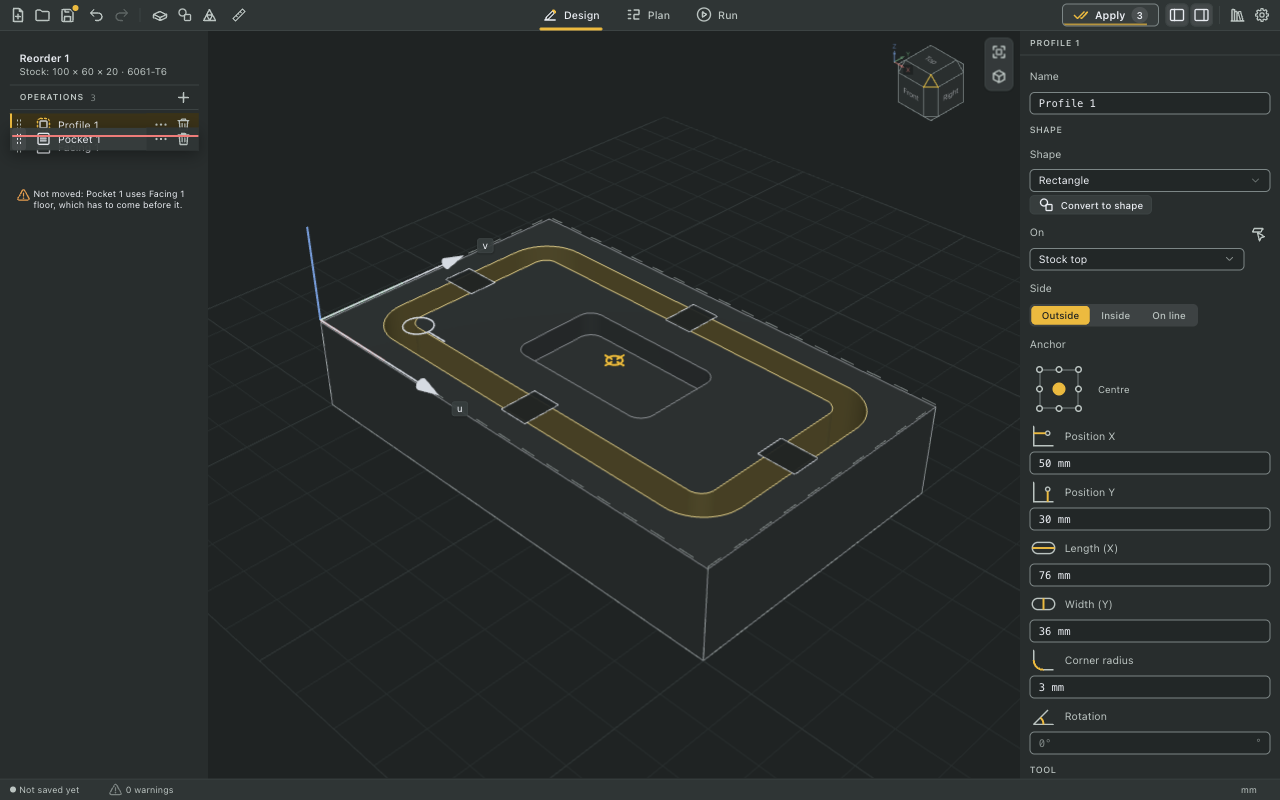 Design
Plan
Run
Apply 3
Reorder 1
Stock: 100 × 60 × 20 · 6061-T6
OPERATIONS 3
Profile 1
Pocket 1
Facing 1
Not moved: Pocket 1 uses Facing 1
floor, which has to come before it.
Z
Top
Front
Right
v
u
PROFILE 1
Name
Profile 1
SHAPE
Shape
Rectangle
Convert to shape
On
Stock top
Side
Outside
Inside
On line
Anchor
Centre
Position X
50 mm
Position Y
30 mm
Length (X)
76 mm
Width (Y)
36 mm
Corner radius
3 mm
Rotation
0° °
TOOL
Not saved yet
0 warnings
mm